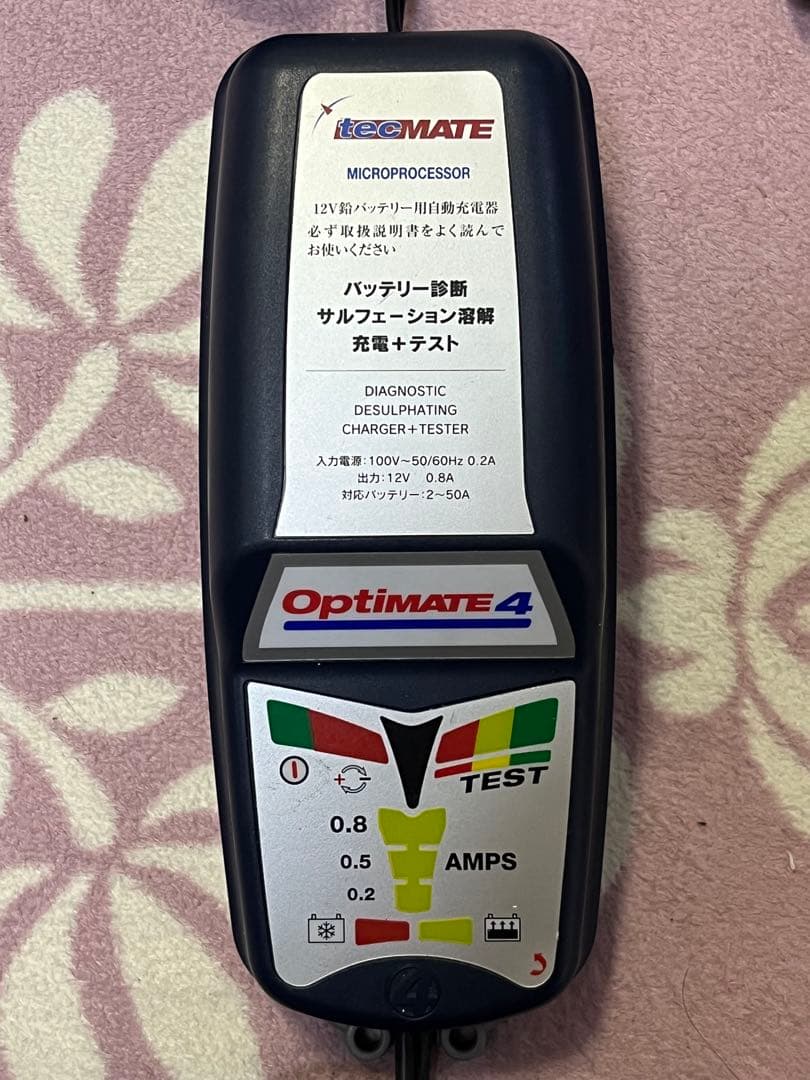 tecMATE
MICROPROCESSOR
12V鉛バッテリー用自動充電器
必ず取扱説明書をよく読んで
お使いください
バッテリー診断
サルフェーション溶解
充電+テスト
DIAGNOSTIC
DESULPHATING
CHARGER+TESTER
入力電源:100V~50/60Hz 0.2A
出力:12V 0.8A
対応バッテリー:2~50A
OptiMATE4
TEST
0.8
0.5 AMPS
0.2
4